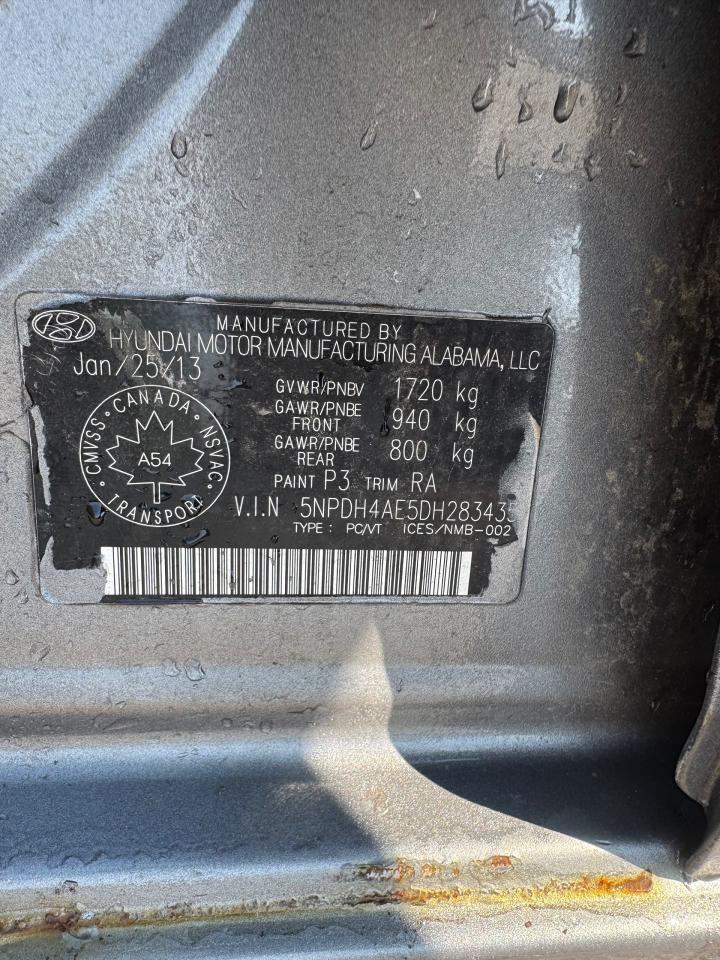 MANUFACTURED BY
HYUNDAI MOTOR MANUFACTURING ALABAMA, LLC
Jan/25/13
GVWR/PNBV 1720 kg
GAWR/PNBE FRONT 940 kg
GAWR/PNBE REAR 800 kg
PAINT P3 TRIM RA
CMVSS • CANADA • NSVAC • TRANSPORT •
A54
V.I.N 5NPDH4AE5DH283435
TYPE : PC/VT ICES/NMB-002